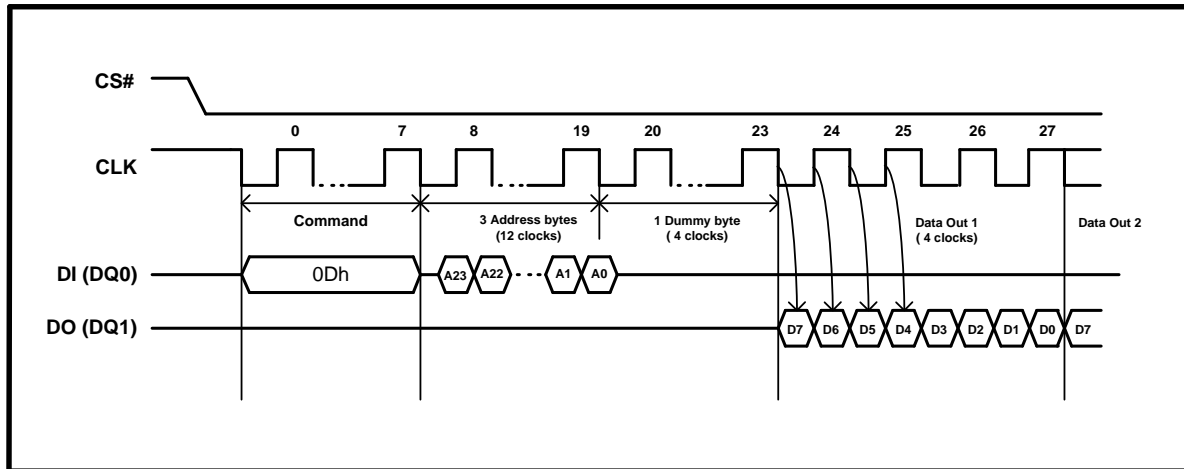 CS#
0 7 8 19 20 23 24 25 26 27
CLK
Command
3 Address bytes
(12 clocks)
1 Dummy byte
( 4 clocks)
Data Out 1
( 4 clocks)
Data Out 2
DI (DQ0)
0Dh
A23 A22 A1 A0
DO (DQ1)
D7 D6 D5 D4 D3 D2 D1 D0 D7